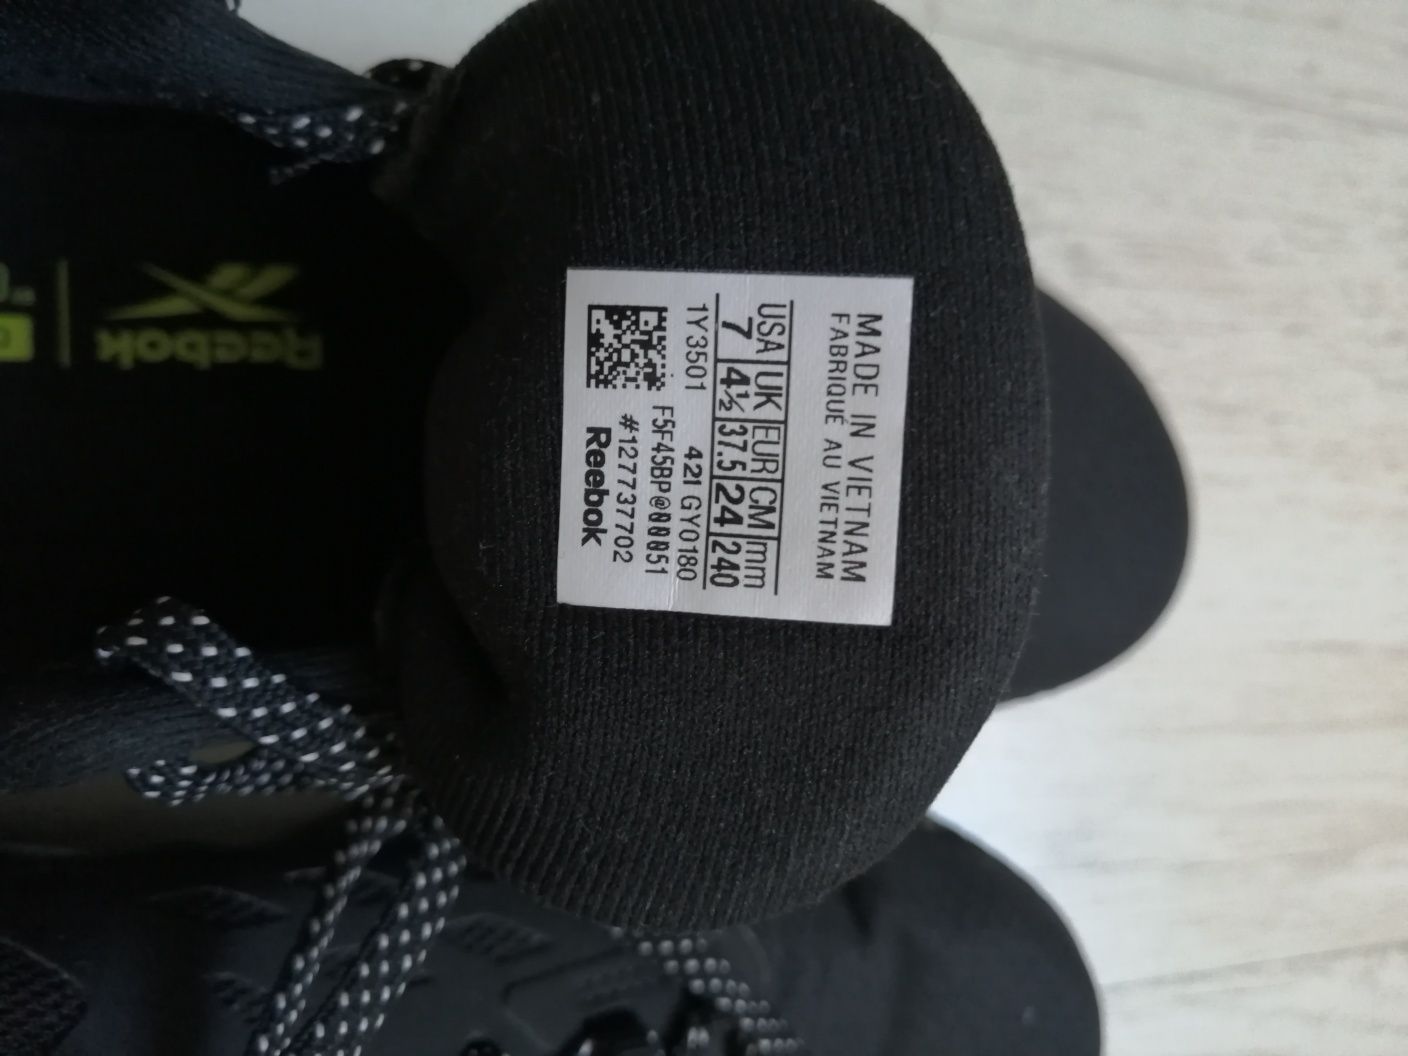 Reebok
MADE IN VIETNAM
FABRIQUÉ AU VIETNAM
USA UK EUR CM mm
7 4½ 37.5 24 240
1Y3501 421 GY0180
F5F45BP@00051
#127737702
Reebok